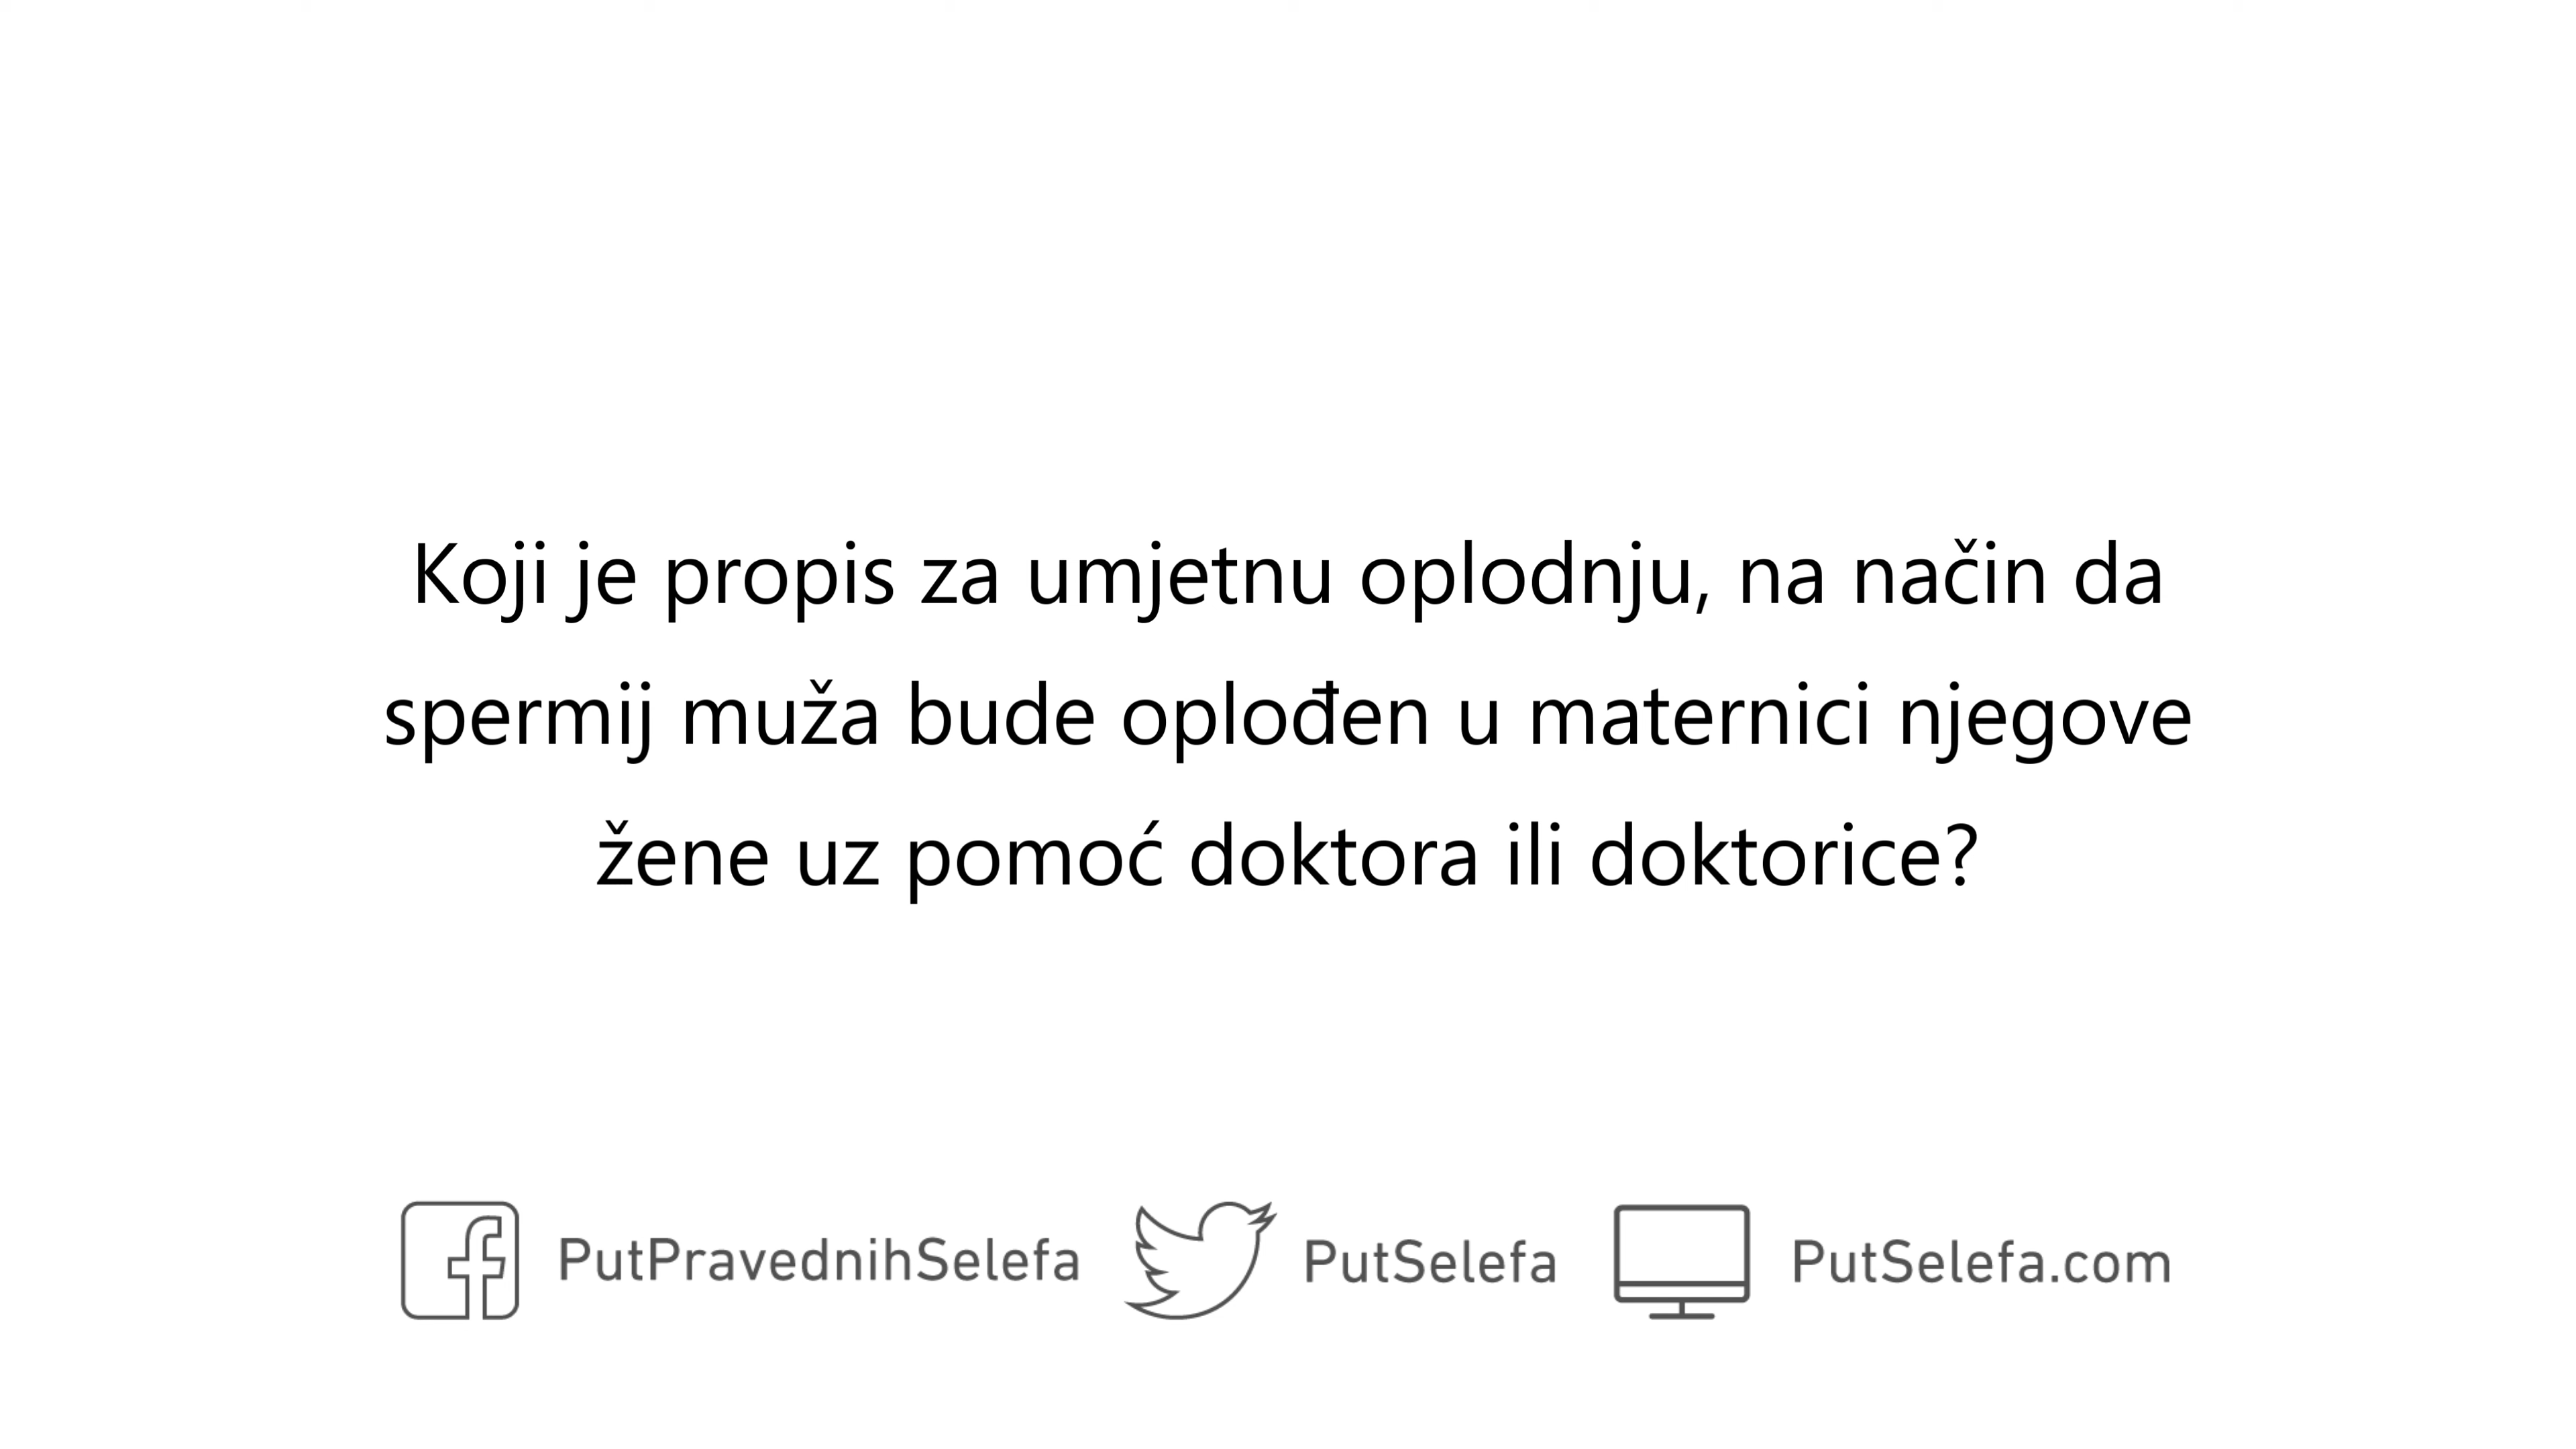 Koji je propis za umjetnu oplodnju, na način da
spermij muža bude oplođen u maternici njegove
žene uz pomoć doktora ili doktorice?
PutPravednihSelefa PutSelefa PutSelefa.com